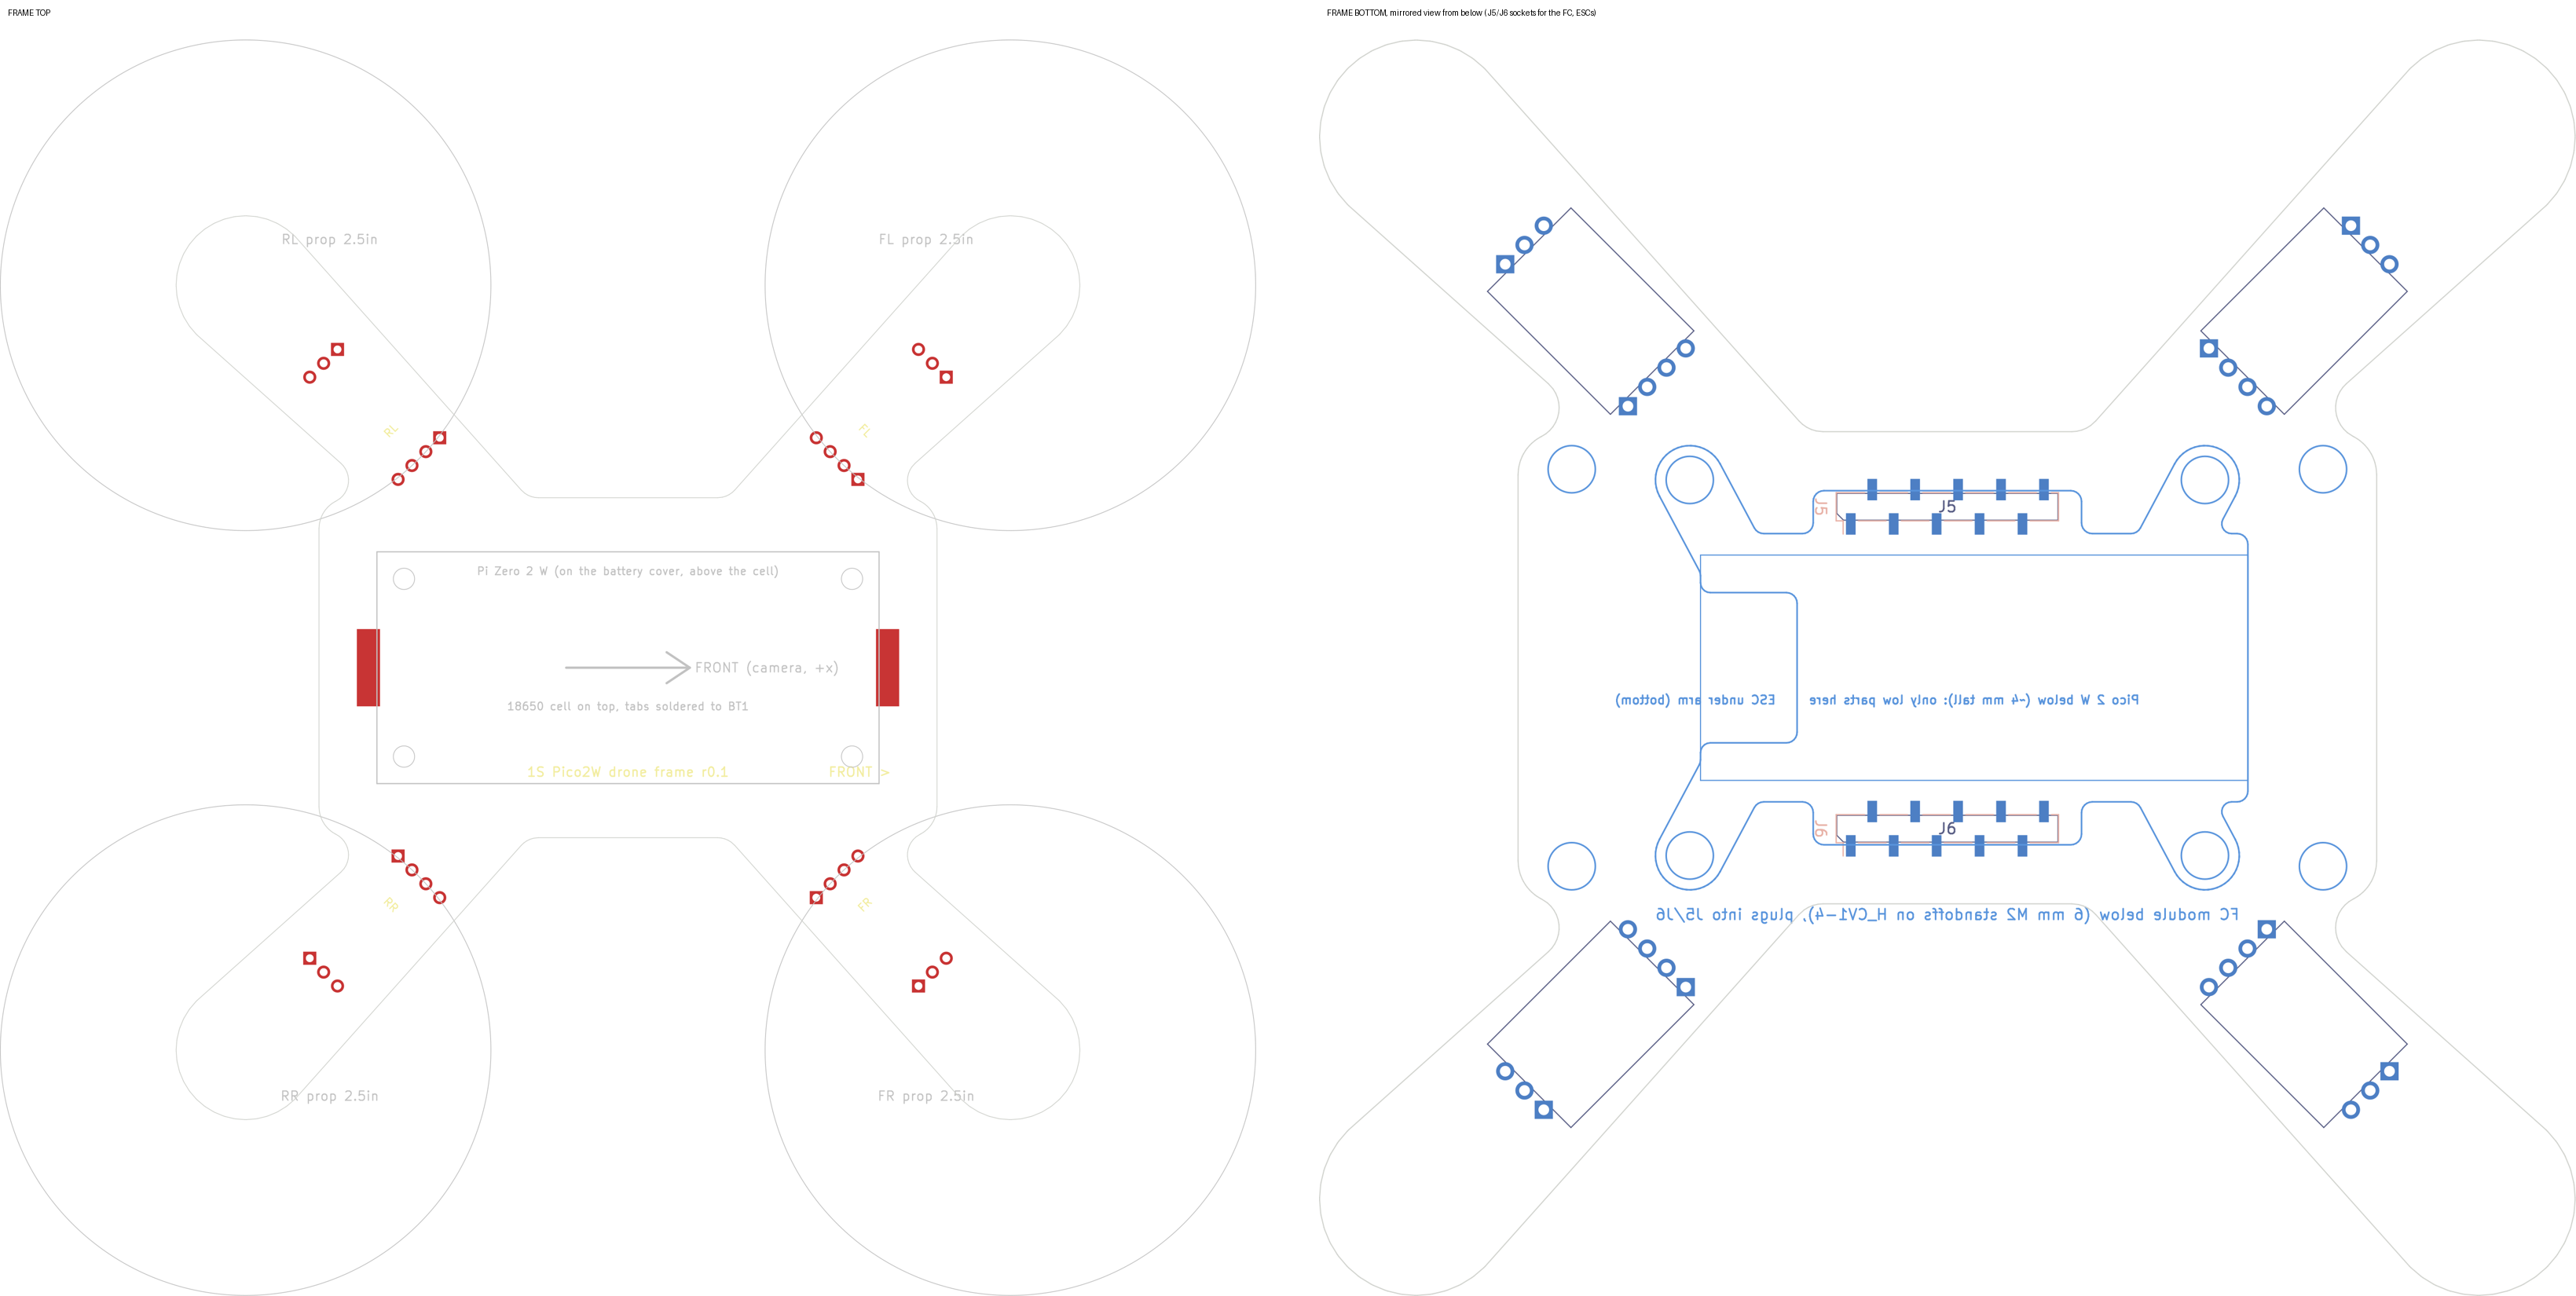 FRAME TOP
RL prop 2.5in
FL prop 2.5in
RL
FL
Pi Zero 2 W (on the battery cover, above the cell)
FRONT (camera, +x)
18650 cell on top, tabs soldered to BT1
1S Pico2W drone frame r0.1
FRONT >
RR
FR
RR prop 2.5in
FR prop 2.5in
FRAME BOTTOM, mirrored view from below (J5/J6 sockets for the FC, ESCs)
J5
J5
ESC under arm (bottom)
Pico 2 W below (~4 mm tall): only low parts here
J6
J6
FC module below (6 mm M2 standoffs on H_CV1-4), plugs into J5/J6